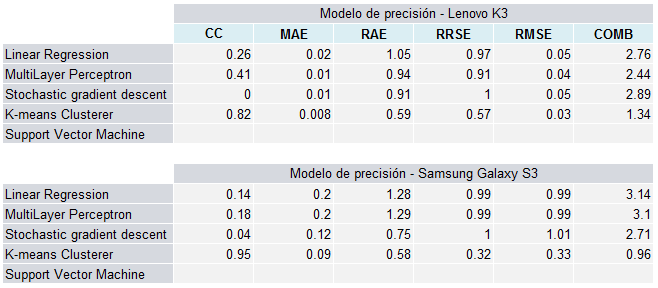 Modelo de precisión - Lenovo K3
CC MAE RAE RRSE RMSE COMB
Linear Regression 0.26 0.02 1.05 0.97 0.05 2.76
MultiLayer Perceptron 0.41 0.01 0.94 0.91 0.04 2.44
Stochastic gradient descent 0 0.01 0.91 1 0.05 2.89
K-means Clusterer 0.82 0.008 0.59 0.57 0.03 1.34
Support Vector Machine
Modelo de precisión - Samsung Galaxy S3
Linear Regression 0.14 0.2 1.28 0.99 0.99 3.14
MultiLayer Perceptron 0.18 0.2 1.29 0.99 0.99 3.1
Stochastic gradient descent 0.04 0.12 0.75 1 1.01 2.71
K-means Clusterer 0.95 0.09 0.58 0.32 0.33 0.96
Support Vector Machine